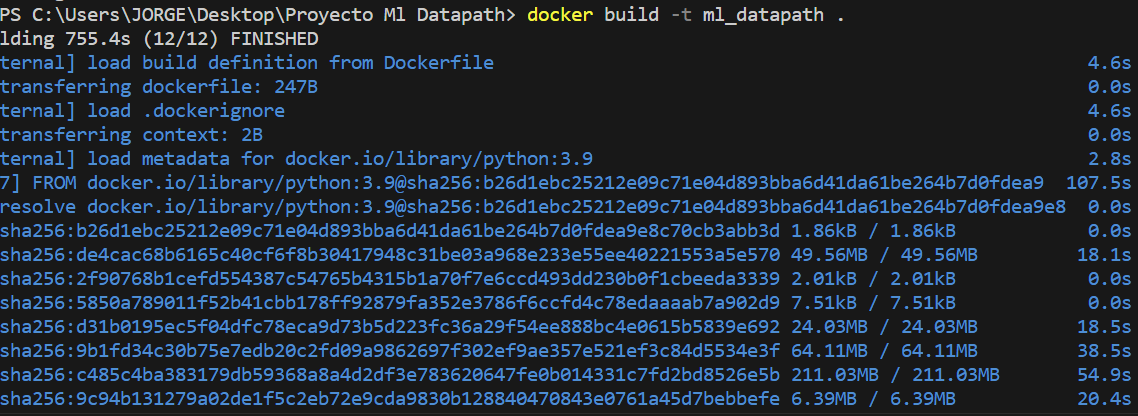 PS C:\Users\JORGE\Desktop\Proyecto Ml Datapath> docker build -t ml_datapath .
lding 755.4s (12/12) FINISHED
ternal] load build definition from Dockerfile 4.6s
transferring dockerfile: 247B 0.0s
ternal] load .dockerignore 4.6s
transferring context: 2B 0.0s
ternal] load metadata for docker.io/library/python:3.9 2.8s
7] FROM docker.io/library/python:3.9@sha256:b26d1ebc25212e09c71e04d893bba6d41da61be264b7d0fdea9 107.5s
resolve docker.io/library/python:3.9@sha256:b26d1ebc25212e09c71e04d893bba6d41da61be264b7d0fdea9e8 0.0s
sha256:b26d1ebc25212e09c71e04d893bba6d41da61be264b7d0fdea9e8c70cb3abb3d 1.86kB / 1.86kB 0.0s
sha256:de4cac68b6165c40cf6f8b30417948c31be03a968e233e55ee40221553a5e570 49.56MB / 49.56MB 18.1s
sha256:2f90768b1cefd554387c54765b4315b1a70f7e6ccd493dd230b0f1cbeeda3339 2.01kB / 2.01kB 0.0s
sha256:5850a789011f52b41cbb178ff92879fa352e3786f6ccfd4c78edaaaab7a902d9 7.51kB / 7.51kB 0.0s
sha256:d31b0195ec5f04dfc78eca9d73b5d223fc36a29f54ee888bc4e0615b5839e692 24.03MB / 24.03MB 18.5s
sha256:9b1fd34c30b75e7edb20c2fd09a9862697f302ef9ae357e521ef3c84d5534e3f 64.11MB / 64.11MB 38.5s
sha256:c485c4ba383179db59368a8a4d2df3e783620647fe0b014331c7fd2bd8526e5b 211.03MB / 211.03MB 54.9s
sha256:9c94b131279a02de1f5c2eb72e9cda9830b128840470843e0761a45d7bebbefe 6.39MB / 6.39MB 20.4s